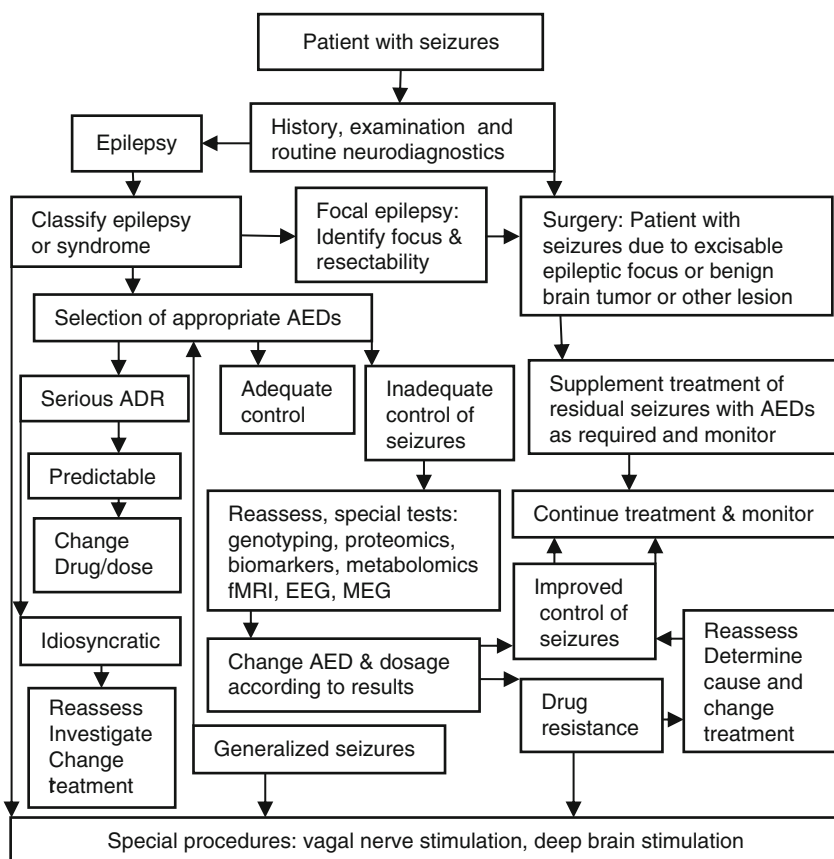 Patient with seizures
History, examination and
routine neurodiagnostics
Epilepsy
Classify epilepsy
or syndrome
Focal epilepsy:
Identify focus &
resectability
Surgery: Patient with
seizures due to excisable
epileptic focus or benign
brain tumor or other lesion
Selection of appropriate AEDs
Serious ADR
Adequate
control
Inadequate
control of
seizures
Supplement treatment of
residual seizures with AEDs
as required and monitor
Predictable
Change
Drug/dose
Reassess, special tests:
genotyping, proteomics,
biomarkers, metabolomics
fMRI, EEG, MEG
Continue treatment & monitor
Improved
control of
seizures
Idiosyncratic
Change AED & dosage
according to results
Reassess
Determine
cause and
change
treatment
Reassess
Investigate
Change
treatment
Generalized seizures
Drug
resistance
Special procedures: vagal nerve stimulation, deep brain stimulation